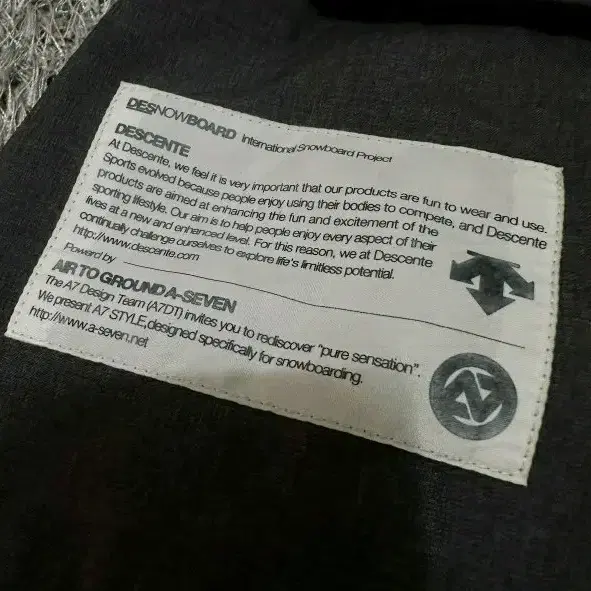 DESNOWBOARD International Snowboard Project
DESCENTE
At Descente, we feel it is very important that our products are fun to wear and use.
Sports evolved because people enjoy using their bodies to compete, and Descente
products are aimed at enhancing the fun and excitement of the
sporting lifestyle. Our aim is to help people enjoy every aspect of their
lives at a new and enhanced level. For this reason, we at Descente
continually challenge ourselves to explore life's limitless potential.
http://www.descente.com
Powered by
AIR TO GROUND A-SEVEN
The A7 Design Team (A7DT) invites you to rediscover "pure sensation".
We present A7 STYLE, designed specifically for snowboarding.
http://www.a-seven.net